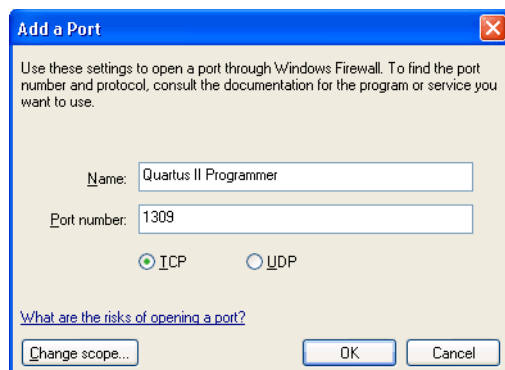 Add a Port
Use these settings to open a port through Windows Firewall. To find the port
number and protocol, consult the documentation for the program or service you
want to use.
Name: Quartus II Programmer
Port number: 1309
TCP UDP
What are the risks of opening a port?
Change scope... OK Cancel